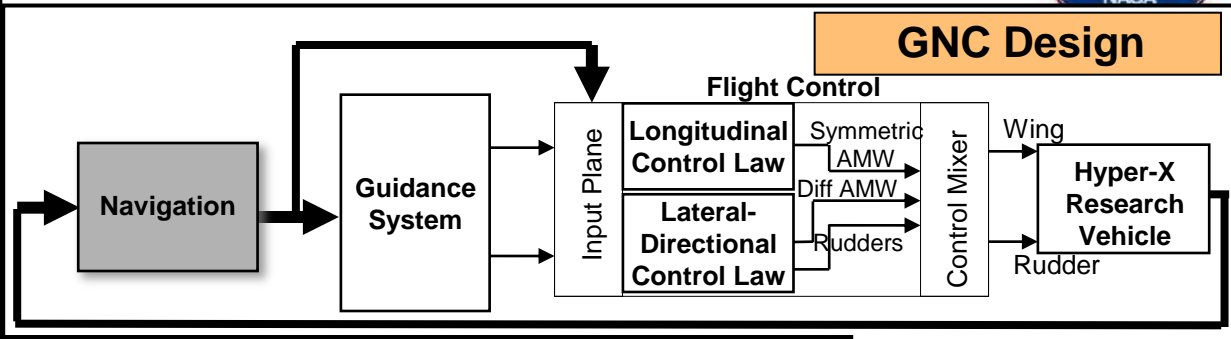 NASA
GNC Design
Flight Control
Navigation
Guidance
System
Input Plane
Longitudinal
Control Law
Lateral-
Directional
Control Law
Symmetric
AMW
Diff AMW
Rudders
Control Mixer
Wing
Rudder
Hyper-X
Research
Vehicle